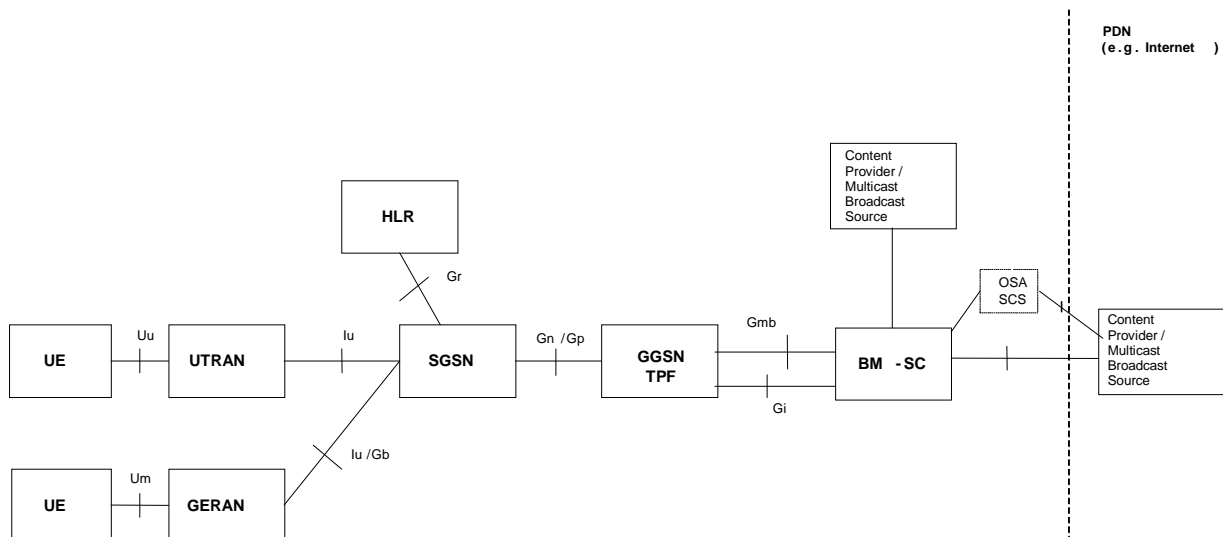 PDN
(e.g. Internet )
Content
Provider /
Multicast
Broadcast
Source
HLR
Gr
OSA
SCS
Uu
Iu
Gn /Gp
Gmb
UE
UTRAN
SGSN
GGSN
TPF
BM -SC
Content
Provider /
Multicast
Broadcast
Source
Gi
Iu /Gb
Um
UE
GERAN